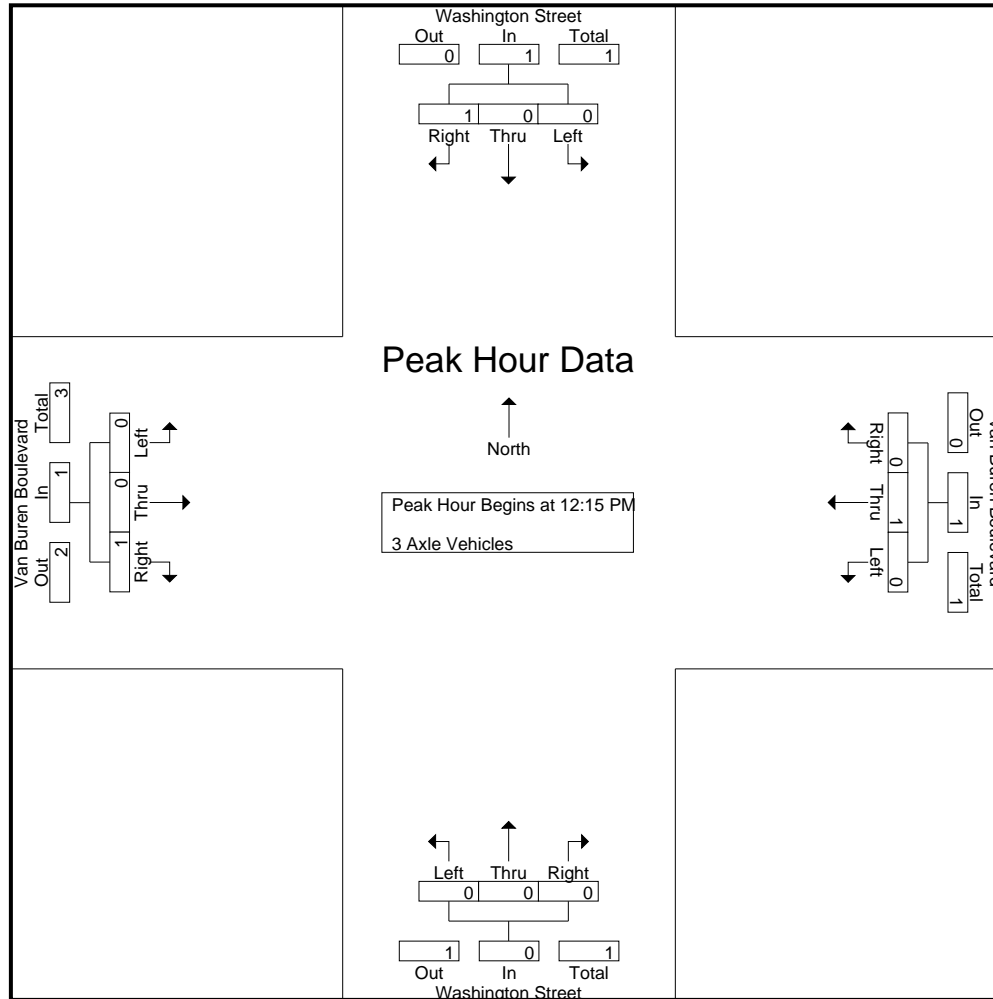 Washington Street
Out In Total
0 1 1
1 0 0
Right Thru Left
Peak Hour Data
North
Peak Hour Begins at 12:15 PM
3 Axle Vehicles
Van Buren Boulevard
Total In Out
3 1 2
0 0 1
Left Thru Right
Right Thru Left
0 1 0
Out In Total
0 1 1
Van Buren Boulevard
Left Thru Right
0 0 0
1 0 1
Out In Total
Washington Street